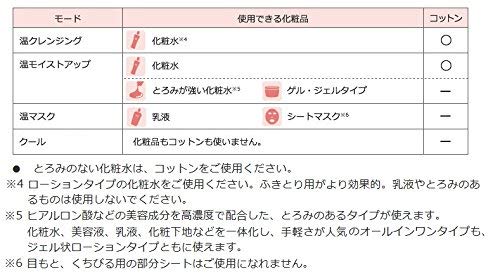 モード 使用できる化粧品 コットン
温クレンジング 化粧水※4 〇
温モイストアップ 化粧水 〇
とろみが強い化粧水※5 ゲル・ジェルタイプ ー
温マスク 乳液 シートマスク※6 ー
クール 化粧品もコットンも使いません。 ー
● とろみのない化粧水は、コットンをご使用ください。
※4 ローションタイプの化粧水をご使用ください。ふきとり用がより効果的。乳液やとろみのあ
るものは使用しないでください。
※5 ヒアルロン酸などの美容成分を高濃度で配合した、とろみのあるタイプが使えます。
化粧水、美容液、乳液、化粧下地などを一体化し、手軽さが人気のオールインワンタイプも、
ジェル状ローションタイプともに使えます。
※6 目もと、くちびる用の部分シートはご使用になれません。